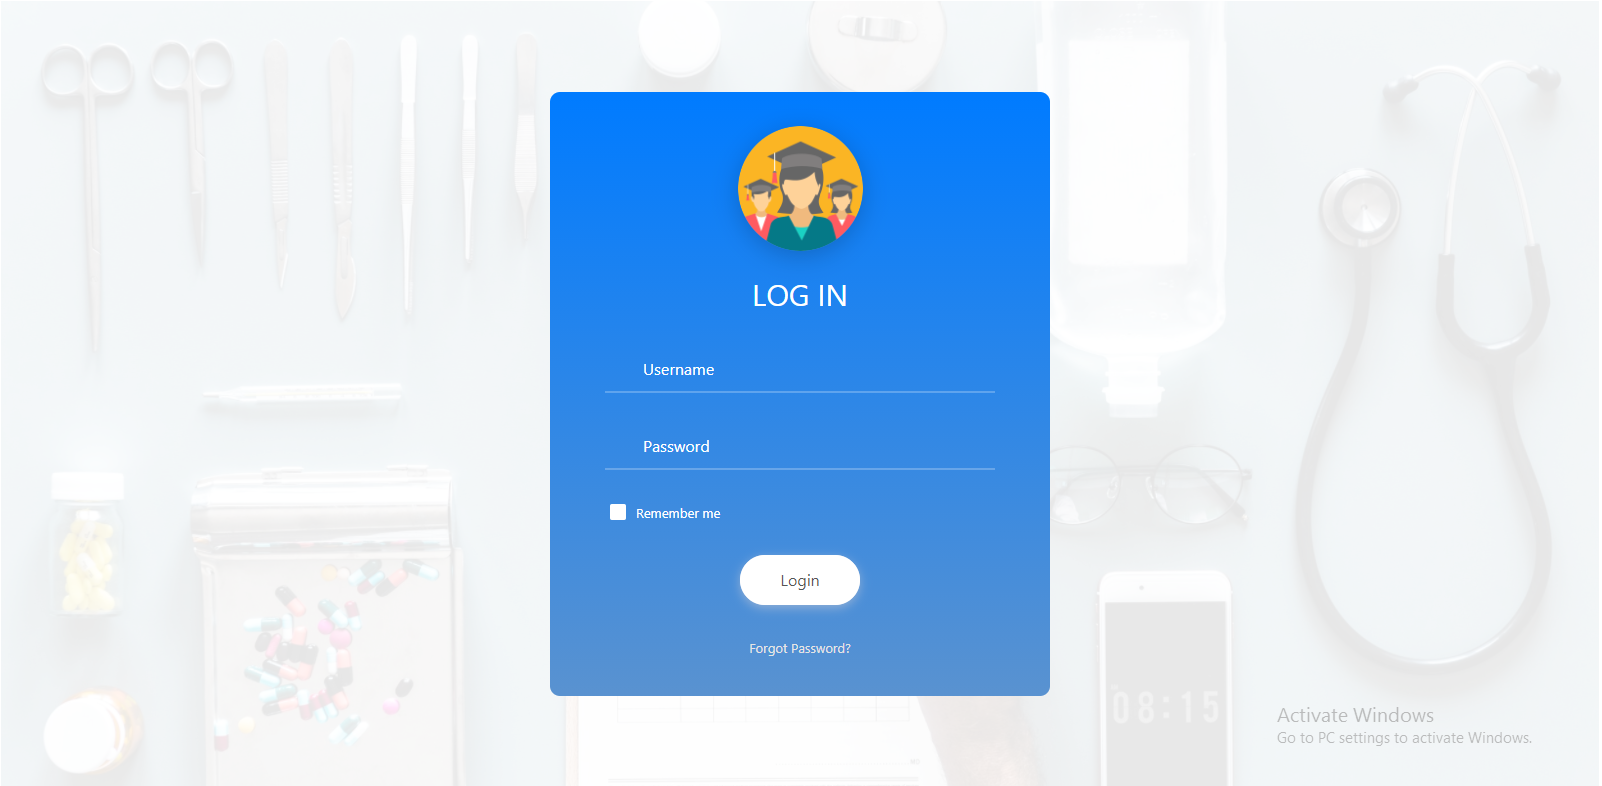 LOG IN
Username
Password
Remember me
Login
Forgot Password?
08:15
Activate Windows
Go to PC settings to activate Windows.